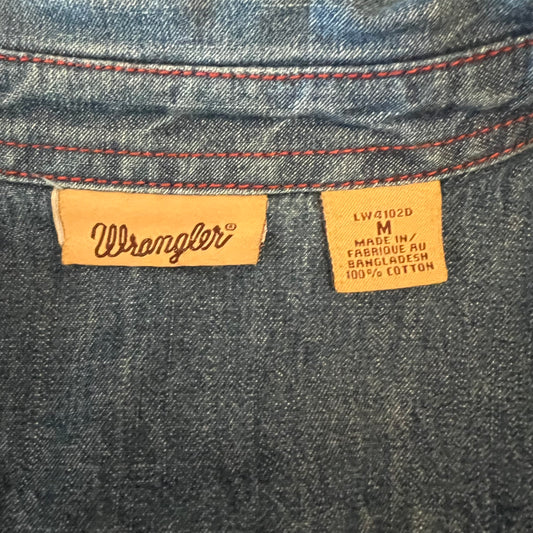 Wrangler®
LW4102D
M
MADE IN/
FABRIQUE AU
BANGLADESH
100% COTTON